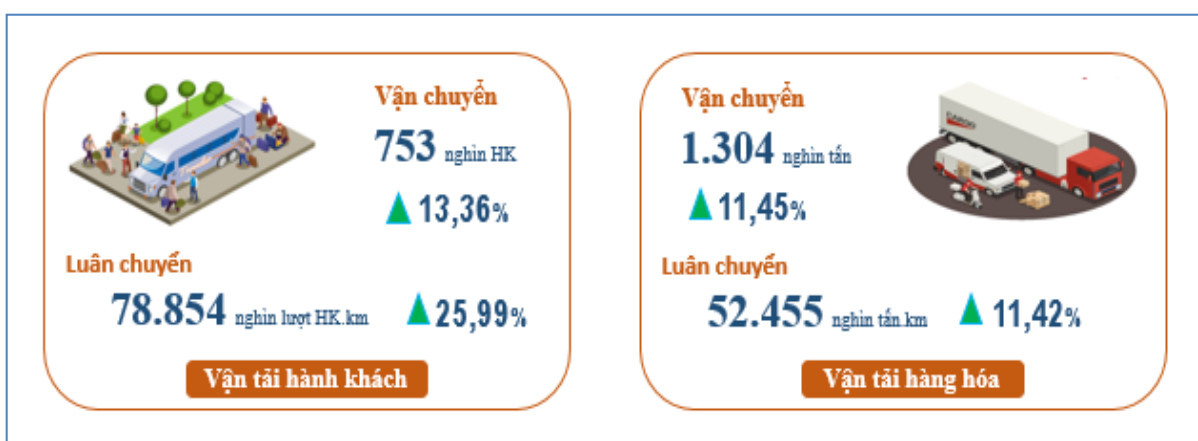 Vận chuyển
753 nghìn HK
13,36%
Luân chuyển
78.854 nghìn lượt HK.km
25,99%
Vận tải hành khách
Vận chuyển
1.304 nghìn tấn
11,45%
CARGO
Luân chuyển
52.455 nghìn tấn.km
11,42%
Vận tải hàng hóa